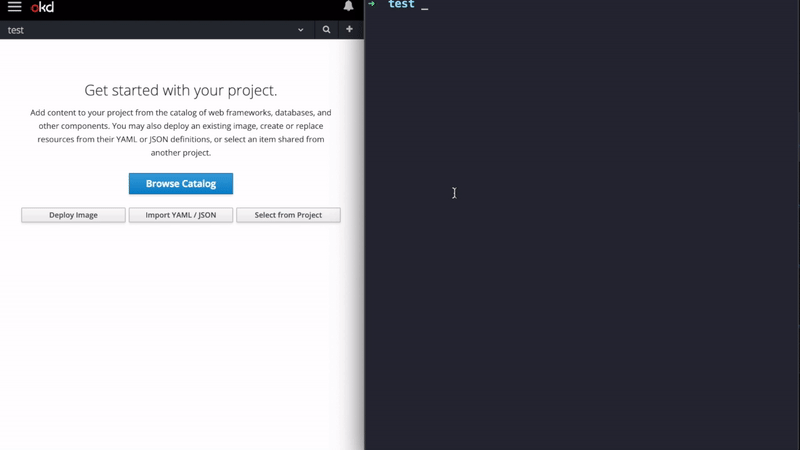 okd
test
Get started with your project.
Add content to your project from the catalog of web frameworks, databases, and
other components. You may also deploy an existing image, create or replace
resources from their YAML or JSON definitions, or select an item shared from
another project.
Browse Catalog
Deploy Image
Import YAML / JSON
Select from Project
→ test _